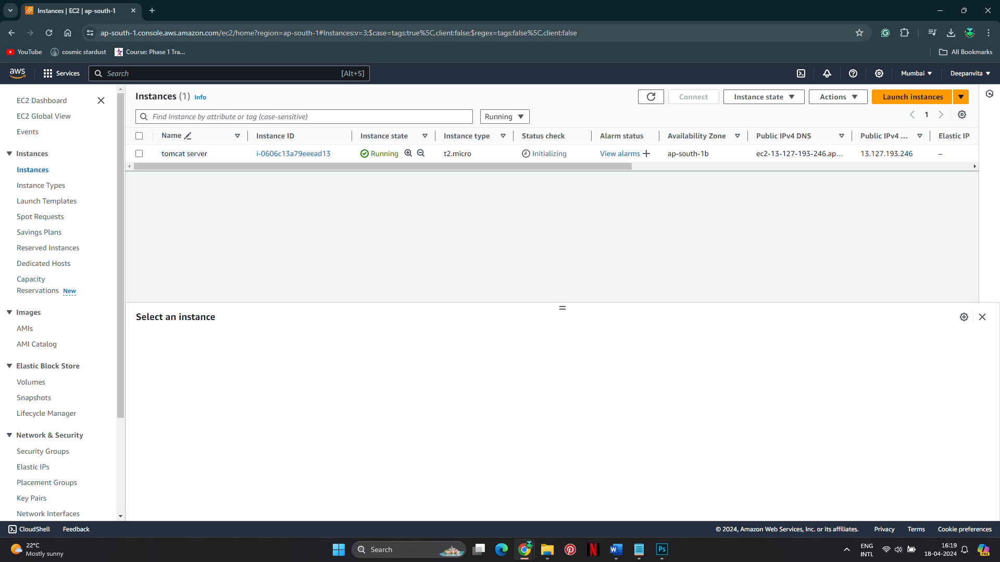 Instances | EC2 | ap-south-1
ap-south-1.console.aws.amazon.com/ec2/home?region=ap-south-1#Instances:v=3;$case=tags:true%5C,client:false;$regex=tags:false%5C,client:false
YouTube
cosmic stardust
Course: Phase 1 Tra...
All Bookmarks
aws
Services
Search
[Alt+S]
Mumbai
Deepanvita
EC2 Dashboard
EC2 Global View
Events
Instances
Instances
Instance Types
Launch Templates
Spot Requests
Savings Plans
Reserved Instances
Dedicated Hosts
Capacity
Reservations New
Images
AMIs
AMI Catalog
Elastic Block Store
Volumes
Snapshots
Lifecycle Manager
Network & Security
Security Groups
Elastic IPs
Placement Groups
Key Pairs
Network Interfaces
Instances (1) Info
Connect
Instance state
Actions
Launch instances
Find Instance by attribute or tag (case-sensitive)
Running
1
Name
Instance ID
Instance state
Instance type
Status check
Alarm status
Availability Zone
Public IPv4 DNS
Public IPv4 ...
Elastic IP
tomcat server
i-0606c13a79eeead13
Running
t2.micro
Initializing
View alarms
ap-south-1b
ec2-13-127-193-246.ap...
13.127.193.246
–
Select an instance
CloudShell
Feedback
© 2024, Amazon Web Services, Inc. or its affiliates.
Privacy
Terms
Cookie preferences
22°C
Mostly sunny
Search
N
W
Ps
ENG
INTL
16:19
18-04-2024
PRE